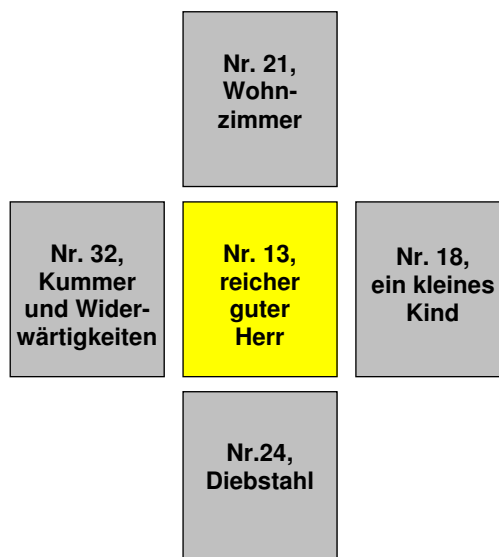 Nr. 21,
Wohn-
zimmer
Nr. 32,
Kummer
und Wider-
wärtigkeiten
Nr. 13,
reicher
guter
Herr
Nr. 18,
ein kleines
Kind
Nr.24,
Diebstahl